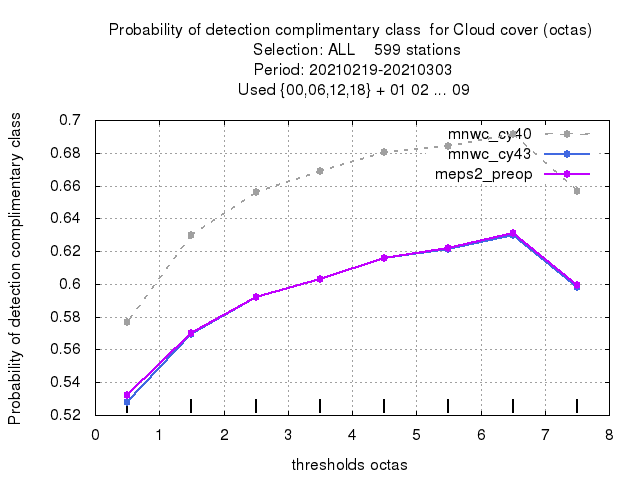 Probability of detection complimentary class  for Cloud cover (octas)
Selection: ALL    599 stations
Period: 20210219-20210303
Used {00,06,12,18} + 01 02 ... 09
Probability of detection complimentary class
0.7
0.68
0.66
0.64
0.62
0.6
0.58
0.56
0.54
0.52
mnwc_cy40
mnwc_cy43
meps2_preop
0 1 2 3 4 5 6 7 8
thresholds octas